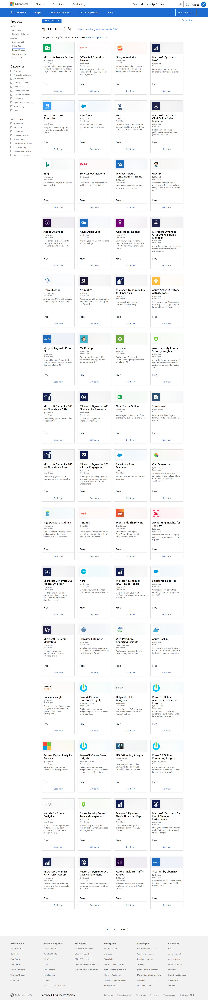 Microsoft
Cloud
Mobility
Productivity
Search Microsoft AppSource
Cuong
AppSource
Apps
Consulting services
List on AppSource
Blog
How it works
Products
Apps
Web apps
Cortana Intelligence
Add-ins
Dynamics 365
Office 365
Power BI apps
Power BI visuals
Dynamics NAV
Categories
Analytics
Artificial intelligence
Collaboration
Customer service
Finance
Human resources
IT + administration
Marketing
Operations + supply ...
Productivity
Sales
Industries
Agriculture
Education
Distribution
Financial services
Government
Healthcare + life scie...
Manufacturing
Professional services
Retail + consumer go...
Power BI apps
Reset filters
App results (113)
View consulting services results (91)
Are you looking for Microsoft Power BI? See your options ->
Microsoft Project Online
By Microsoft
Power BI apps
Explore and monitor key aspects
of your PPM deployment such as
Projects, Issues, Risks and more
Free
Get it now
Office 365 Adoption
Preview
By Microsoft
Power BI apps
Analyze usage and adoption
trends of Office 365 services in
your organization
Free
Get it now
Google Analytics
By Microsoft
Power BI apps
Visualize data and gain insights
from sites tracked by Google
Analytics directly in Power BI
Free
Get it now
Microsoft Dynamics
NAV
By Microsoft
Power BI apps
Immediately gain access to
business performance insights
Free
Get it now
Microsoft Azure
Enterprise
By Microsoft
Power BI apps
Analyze Azure consumption for
your enterprise enrollment in
Power BI
Free
Get it now
Salesforce
By Microsoft
Power BI apps
Explore and monitor sales
metrics for yourself and your
team
Free
Get it now
JIRA
JIRA
By Microsoft
Power BI apps
Visualize development velocity,
software quality, and everything
else you plan and track in JIRA
Free
Get it now
Microsoft Dynamics
CRM Online Sales
Manager
By Microsoft
Power BI apps
Explore your past sales
performance, activities, sales
pipeline and more
Free
Get it now
Bing
By Microsoft
Power BI apps
On-demand analytics of Internet
search activity
Free
Get it now
now
ServiceNow Incidents
By Microsoft
Power BI apps
Keep track of your organization's
incidents and incident alerts
Free
Get it now
Microsoft Azure
Consumption Insights
By Microsoft
Power BI apps
Analyze and gain insights into
your Azure consumption.
Free
Get it now
GitHub
By Microsoft
Power BI apps
Visualize different types of
repository activity such as how
many commits, active users and
more
Free
Get it now
Adobe Analytics
By Microsoft
Power BI apps
Monitor and explore insights
about your website and
ecommerce data in Power BI
Free
Get it now
Azure Audit Logs
By Microsoft
Power BI apps
Analyze your events, notifications
and usage logs
Free
Get it now
Application Insights
By Microsoft
Power BI apps
View your web application's
users, sessions and views for the
last 30 days on time charts and
maps
Free
Get it now
Microsoft Dynamics
CRM Online Service
Manager
By Microsoft
Power BI apps
Get insights about your customer
service performance, activities
and active cases
Free
Get it now
Office365Mon
By Office365Mon
Power BI apps
Analyze your Office 365 outages
and health performance data
Free
Get it now
Acumatica
Acumatica
By Acumatica
Power BI apps
Access powerful business insights
with the Acumatica content pack
for Power BI
Free
Get it now
Microsoft Dynamics 365
for Financials
By Microsoft
Power BI apps
Immediately gain access to
business financial insights
Free
Get it now
Azure Active Directory
Activity Logs
By Microsoft
Power BI apps
Gain insights into Azure Active
Directory Activity logs using our
Power BI Content Pack.
Free
Get it now
obviEnce
Story Telling with Power
BI
By obviEnce
Power BI apps
Story telling with Power BI will
help you effectively explain your
data using Power BI.
Free
Get it now
MailChimp
By Microsoft
Power BI apps
Quickly identify trends within
your campaigns, reports, and
individual subscribers
Free
Get it now
Zendesk
By Microsoft
Power BI apps
Analyze your Zendesk ticket
volumes and agent performance
with Power BI
Free
Get it now
Azure Security Center
Security Insights
By Microsoft
Power BI apps
Get insights into the security of
your Azure workload such as
protection status and detected
alerts
Free
Get it now
Microsoft Dynamics 365
for Financials - CRM
By Microsoft
Power BI apps
Immediately gain access to sales
opportunities
Free
Get it now
Microsoft Dynamics AX
Financial Performance
By Microsoft
Power BI apps
Explore your organization's
financial performance
Free
Get it now
QuickBooks Online
By Microsoft
Power BI apps
Analyze your business cash flow,
profitability, customers, and more
Free
Get it now
Smartsheet
By Smartsheet
Power BI apps
Increase visibility into your
Smartsheet data with dashboards
and reports
Free
Get it now
Microsoft Dynamics 365
for Financials - Sales
By Microsoft
Power BI apps
Immediately gain access to
business performance insights
Free
Get it now
Microsoft Dynamics 365
- Social Engagement
By Microsoft
Power BI apps
Get insights about engagement
and team performance on social
media with Microsoft Social
Engagement
Free
Get it now
Salesforce Sales
Manager
By Microsoft
Power BI apps
Explore sales metrics for you and
your team
Free
Get it now
ClickDimensions
By ClickDimensions
Power BI apps
Visualize and analyze email
interactions, web visits and form
submissions in Power BI
dashboards
Free
Get it now
SQL Database Auditing
By Microsoft
Power BI apps
Gain insights into discrepancies
and anomalies that could
indicate business concerns
Free
Get it now
insightly
Insightly
By Insightly
Power BI apps
Gain a greater understanding of
your CRM data with the Insightly
content pack for Power BI
Free
Get it now
Webtrends SharePoint
By webtrends
Power BI apps
Analyze and investigate
SharePoint with Webtrends
Analytics and Power BI.
Free
Get it now
Su
Accounting Insights for
Sage 50
By Suntico
Power BI apps
Stay informed about changing
patterns in your business as they
happen
Free
Get it now
Microsoft Dynamics 365
Process Analyzer
By Microsoft
Power BI apps
See the performance and
throughput of your business
processes by volume and
duration in stages.
Free
Get it now
xero
Xero
By Microsoft
Power BI apps
Visualize your small business
finances with Xero and Power BI.
Free
Get it now
Microsoft Dynamics
NAV - Sales Report
By Microsoft
Power BI apps
Quickly identify your most
profitable items and high-volume
customers.
Free
Get it now
Salesforce Sales Rep
By Microsoft
Power BI apps
Visualize your sales metrics
including opportunity pipeline
and more
Free
Get it now
Microsoft Dynamics
Marketing
By Microsoft
Power BI apps
Explore your service
performance, active cases,
activities, and more
Free
Get it now
Planview Enterprise
By Planview
Power BI apps
Visualize your resource and work
management data in entirely new
ways directly in Power BI
Free
Get it now
WTS Paradigm
Reporting Insights
By WTS Paradigm
Power BI apps
Analyze and interact with your
WTS Paradigm sales data
Free
Get it now
Azure Backup
By Microsoft
Power BI apps
Gain insights and create custom
reports for protected data assets
to drive key business decisions
Free
Get it now
conexus
insight
Conexus Insight
By Conexus
Power BI apps
Conexus Insight offers learning
analytics of school data and
enables professional
development.
Free
Get it now
PowerGP Online
Inventory Insights
By PowerGP Online
Power BI apps
Get immediate access and
insights to your PowerGP Online
Inventory data.
Free
Get it now
helpshift
Helpshift - FAQ
Analytics
By Helpshift
Power BI apps
Key insights on FAQ adoption
and effectiveness with set of
relevant metrics
Free
Get it now
PowerGP Online
Accelerated Business
Insights
By PowerGP Online
Power BI apps
Get immediate access and
insights to your PowerGP Online
business ERP information.
Free
Get it now
Partner Center Analytics
Preview
By Microsoft
Power BI apps
Microsoft Partner Center
Analytics for direct partners
Free
Get it now
PowerGP Online Sales
Insights
By PowerGP Online
Power BI apps
Get immediate access and
insights to your PowerGP Online
business sales information.
Free
Get it now
BM
HD Estimating Analytics
By BaseMethod
Power BI apps
Leverage your Hard Dollar
Estimating data to evaluate
overall bid team performance.
Free
Get it now
PowerGP Online
Purchasing Insights
By PowerGP Online
Power BI apps
Get immediate access and
insights to your PowerGP Online
Procurement information.
Free
Get it now
helpshift
Helpshift - Agent
Analytics
By Helpshift
Power BI apps
Advanced reporting on Agent
Performance with Team
Comparison across a set of
support metrics
Free
Get it now
Azure Security Center
Policy Management
By Microsoft
Power BI apps
Gain visibility and insights on
security policy adherence across
your organization
Free
Get it now
Microsoft Dynamics
NAV - Financials Report
By Microsoft
Power BI apps
Gain immediate insights into
profits and cash flow of your
business.
Free
Get it now
Microsoft Dynamics AX
Retail Channel
Performance
By Microsoft
Power BI apps
Build your channel performance
analytics to predict trends and
uncover insights
Free
Get it now
Microsoft Dynamics
NAV - CRM Report
By Microsoft
Power BI apps
Analyze the value, estimated
value, and status of your sales
opportunities.
Free
Get it now
Microsoft Dynamics AX
Cost Management
By Microsoft
Power BI apps
Access insights about operational
performance designed for COOs
and CFOs
Free
Get it now
Adobe Analytics Traffic
Analysis
By Microsoft
Power BI apps
Efficiently analyze and discover
digital traffic trends with Adobe
Analytics
Free
Get it now
obviEnce
Weather by obviEnce
By obviEnce
Power BI apps
Weather by obviEnce enables you
to enhance your datasets with
weather data
Free
Get it now
1
2
Next
What's new
Surface Book 2
New Surface Pro
Xbox One X
Xbox One S
VR & mixed reality
Windows 10 apps
Office apps
Store & Support
Account profile
Download Center
Sales & support
Returns
Order tracking
Store locations
Support
Buy online, pick up in store
Education
Microsoft in education
Office for students
Office 365 for schools
Deals for students & educators
Microsoft Azure in education
Enterprise
Microsoft Azure
Enterprise
Data platform
Find a solutions provider
Microsoft partner resources
Microsoft AppSource
Manufacturing & resources
Financial services
Developer
Microsoft Visual Studio
Windows Dev Center
Developer Network
TechNet
Microsoft Virtual Academy
Microsoft developer program
Channel 9
Office Dev Center
Company
Careers
About Microsoft
Company news
Privacy at Microsoft
Investors
Diversity and inclusion
Accessibility
Security
English (United States)
Change billing country/region
Contact us
Privacy & cookies
Terms of use
Trademarks
About our ads
© Microsoft 2018